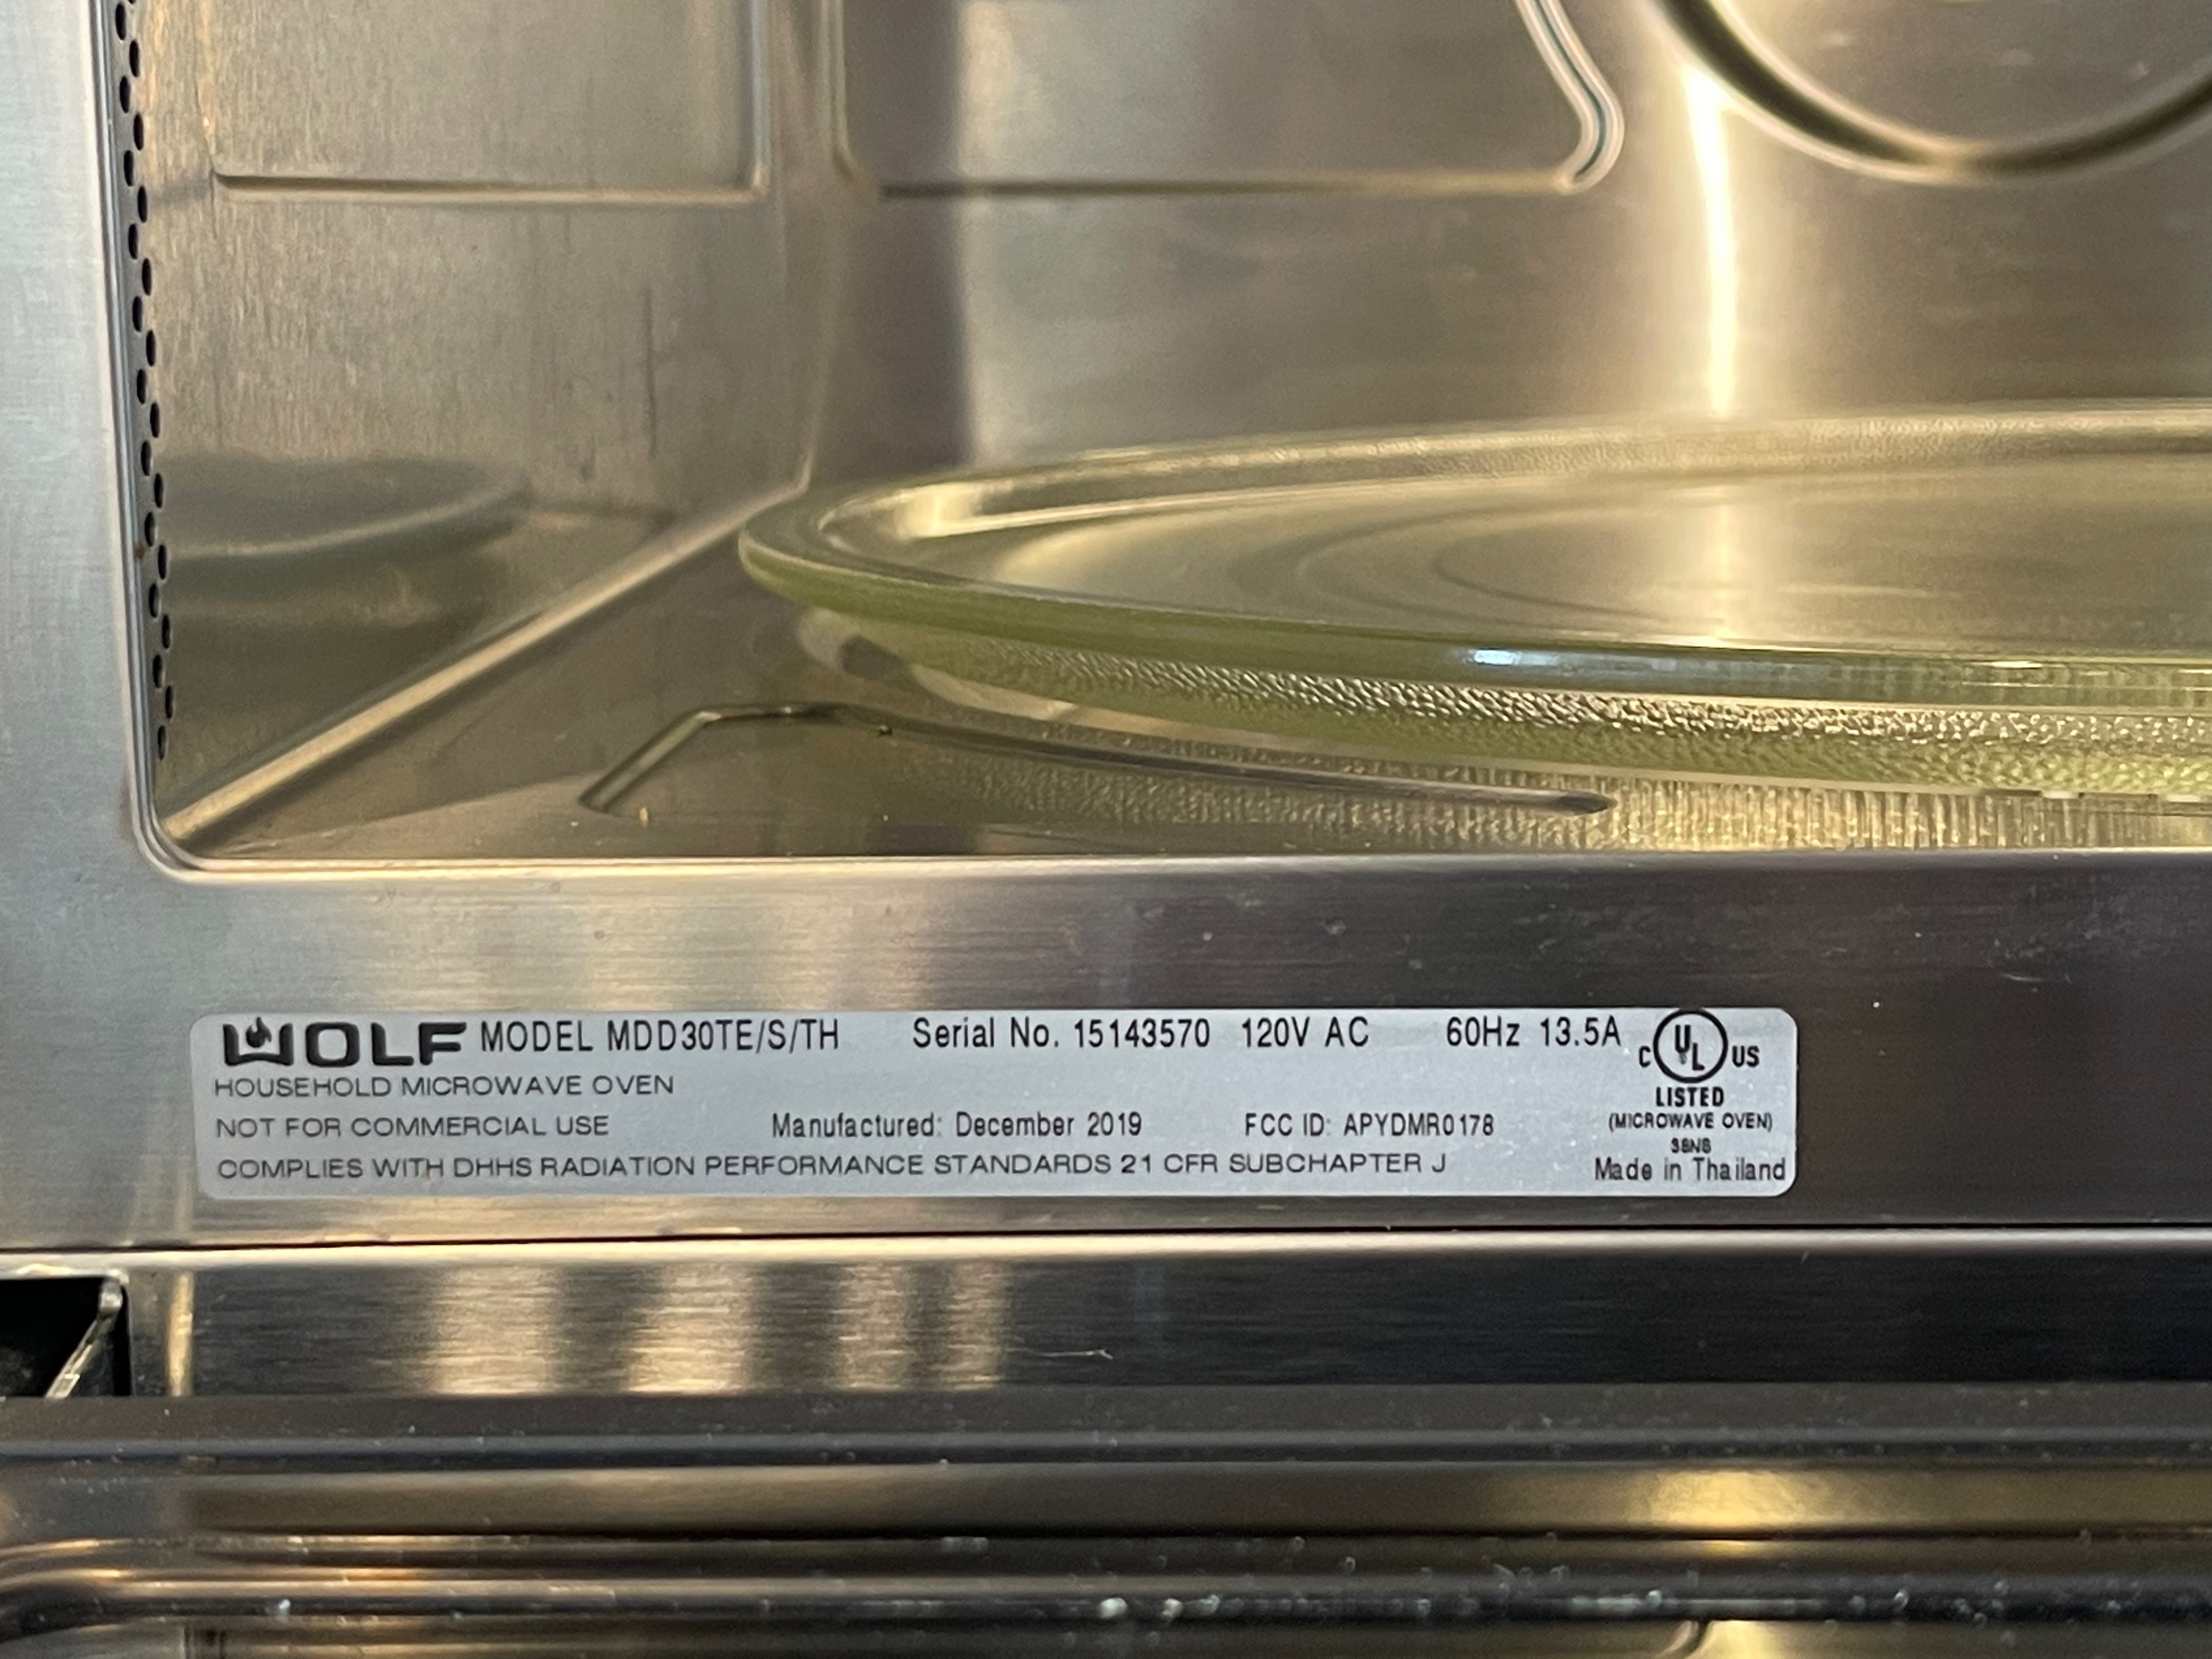 WOLF MODEL MDD30TE/S/TH Serial No. 15143570 120V AC 60Hz 13.5A C UL US
HOUSEHOLD MICROWAVE OVEN LISTED
NOT FOR COMMERCIAL USE Manufactured: December 2019 FCC ID: APYDMR0178 (MICROWAVE OVEN)
COMPLIES WITH DHHS RADIATION PERFORMANCE STANDARDS 21 CFR SUBCHAPTER J Made in Thailand